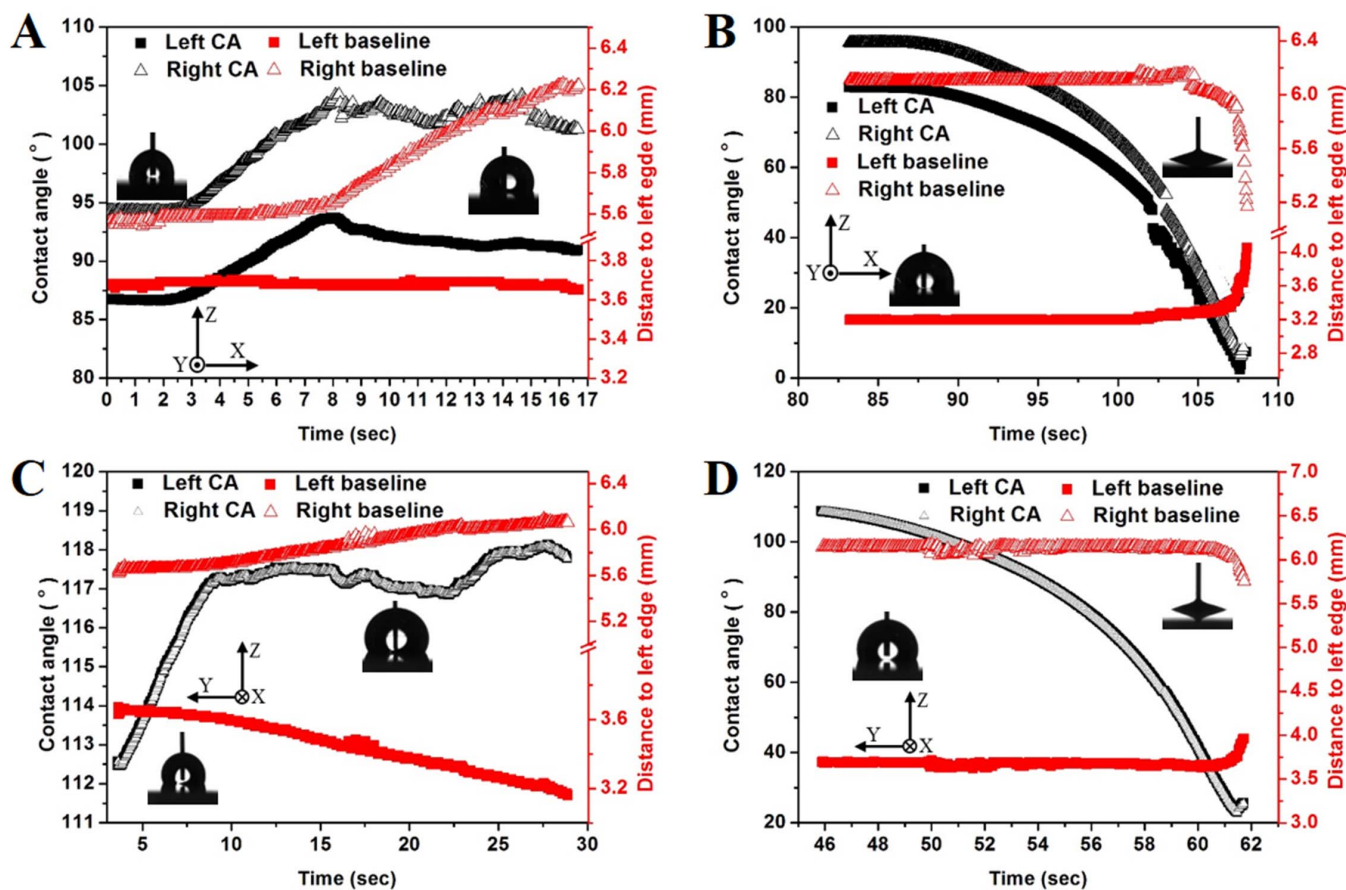 A
Left CA
Left baseline
Right CA
Right baseline
Contact angle ( ° )
110
105
100
95
90
85
80
6.4
6.2
6.0
5.8
5.6
3.8
3.6
3.4
3.2
Distance to left egde (mm)
Z
Y
X
0 1 2 3 4 5 6 7 8 9 10 11 12 13 14 15 16 17
Time (sec)
B
Left CA
Right CA
Left baseline
Right baseline
Contact angle ( ° )
100
80
60
40
20
0
6.4
6.0
5.6
5.2
4.0
3.6
3.2
2.8
Distance to left edge (mm)
Z
Y
X
80 85 90 95 100 105 110
Time (sec)
C
Left CA
Left baseline
Right CA
Right baseline
Contact angle ( ° )
120
119
118
117
116
115
114
113
112
111
6.4
6.0
5.6
5.2
3.6
3.2
Distance to left edge (mm)
Z
Y
X
5 10 15 20 25 30
Time (sec)
D
Left CA
Left baseline
Right CA
Right baseline
Contact angle ( ° )
120
100
80
60
40
20
7.0
6.5
6.0
5.5
5.0
4.5
4.0
3.5
3.0
Distance to left edge (mm)
Z
Y
X
46 48 50 52 54 56 58 60 62
Time (sec)